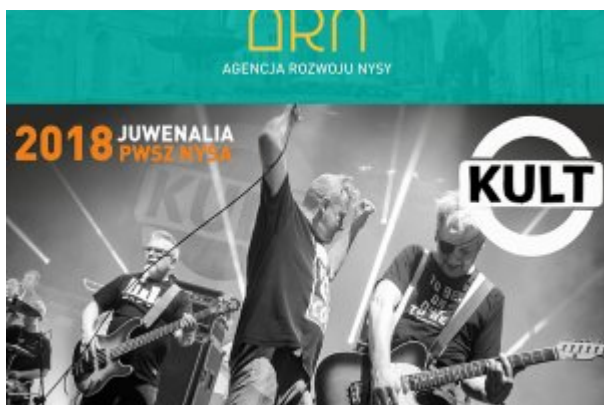 ARN
AGENCJA ROZWOJU NYSY
2018 JUWENALIA
PWSZ NYSA
KULT